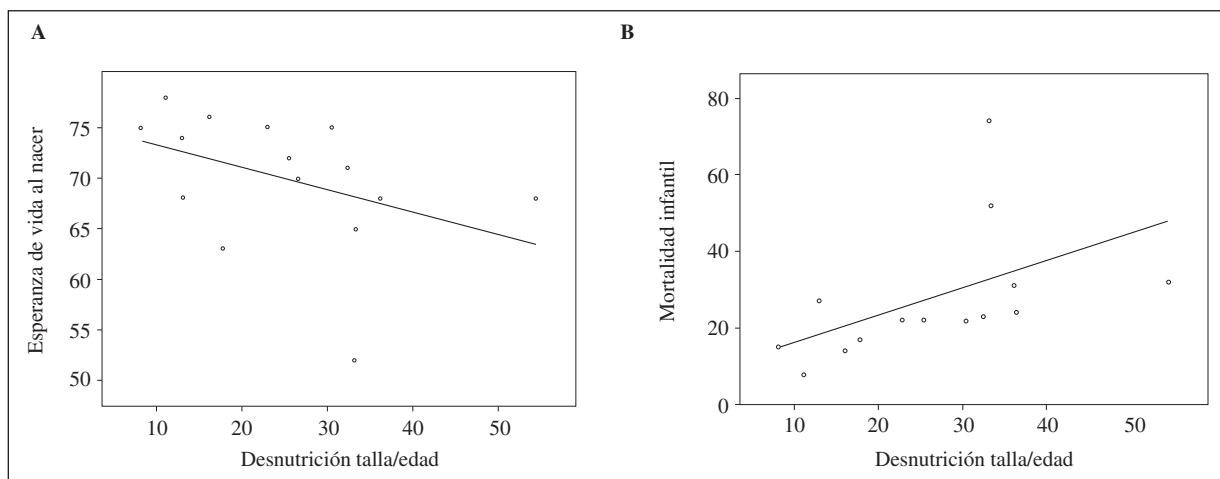 A
Esperanza de vida al nacer
75
70
65
60
55
50
10 20 30 40 50
Desnutrición talla/edad
B
Mortalidad infantil
80
60
40
20
0
10 20 30 40 50
Desnutrición talla/edad